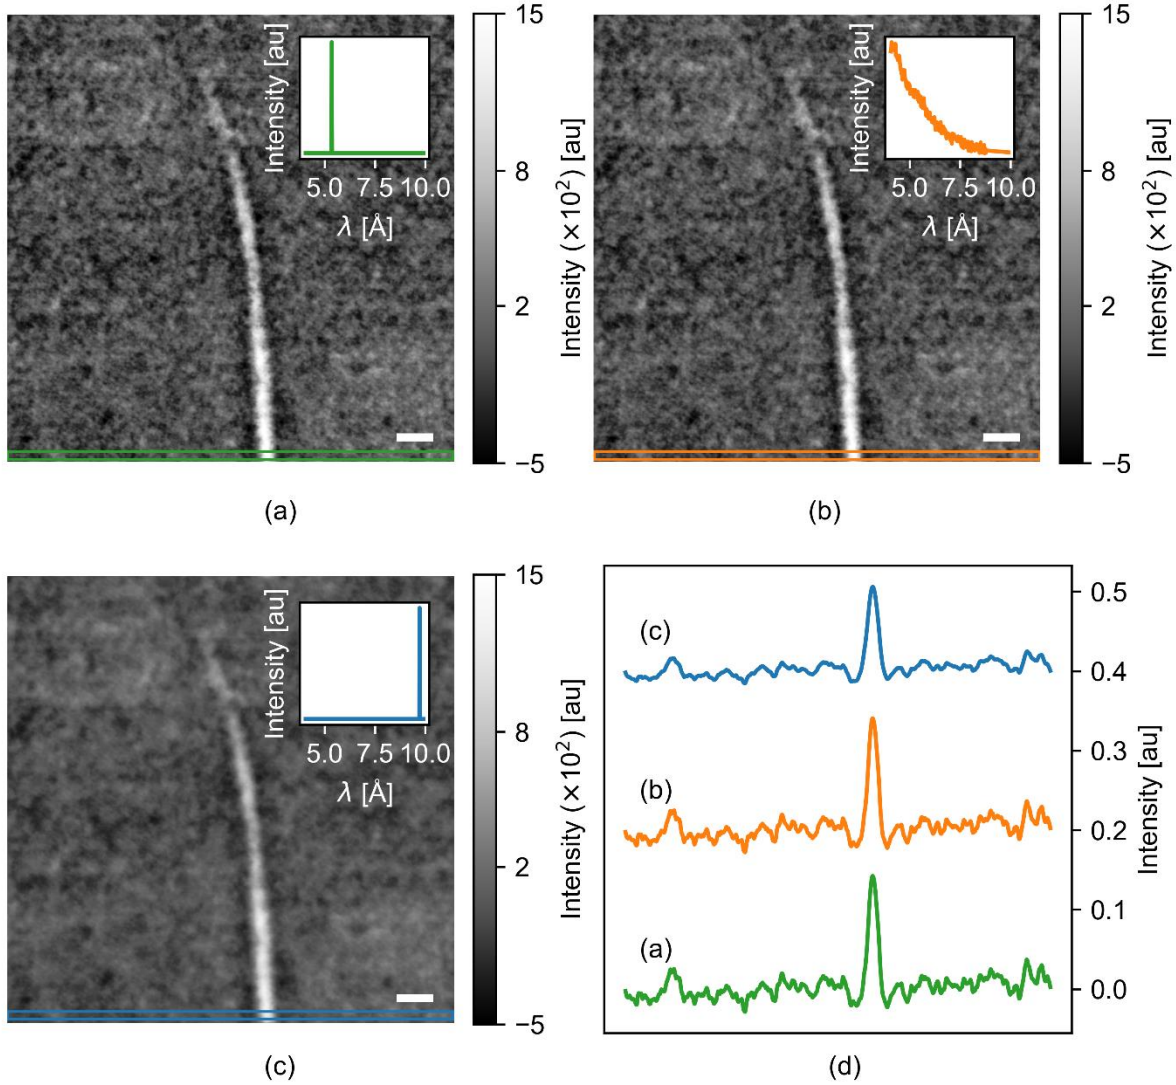 15
8
2
−5
Intensity (×10²) [au]
Intensity [au]
5.0 7.5 10.0
λ [Å]
(a)
15
8
2
−5
Intensity (×10²) [au]
Intensity [au]
5.0 7.5 10.0
λ [Å]
(b)
15
8
2
−5
Intensity (×10²) [au]
Intensity [au]
5.0 7.5 10.0
λ [Å]
(c)
(c)
(b)
(a)
0.5
0.4
0.3
0.2
0.1
0.0
Intensity [au]
(d)